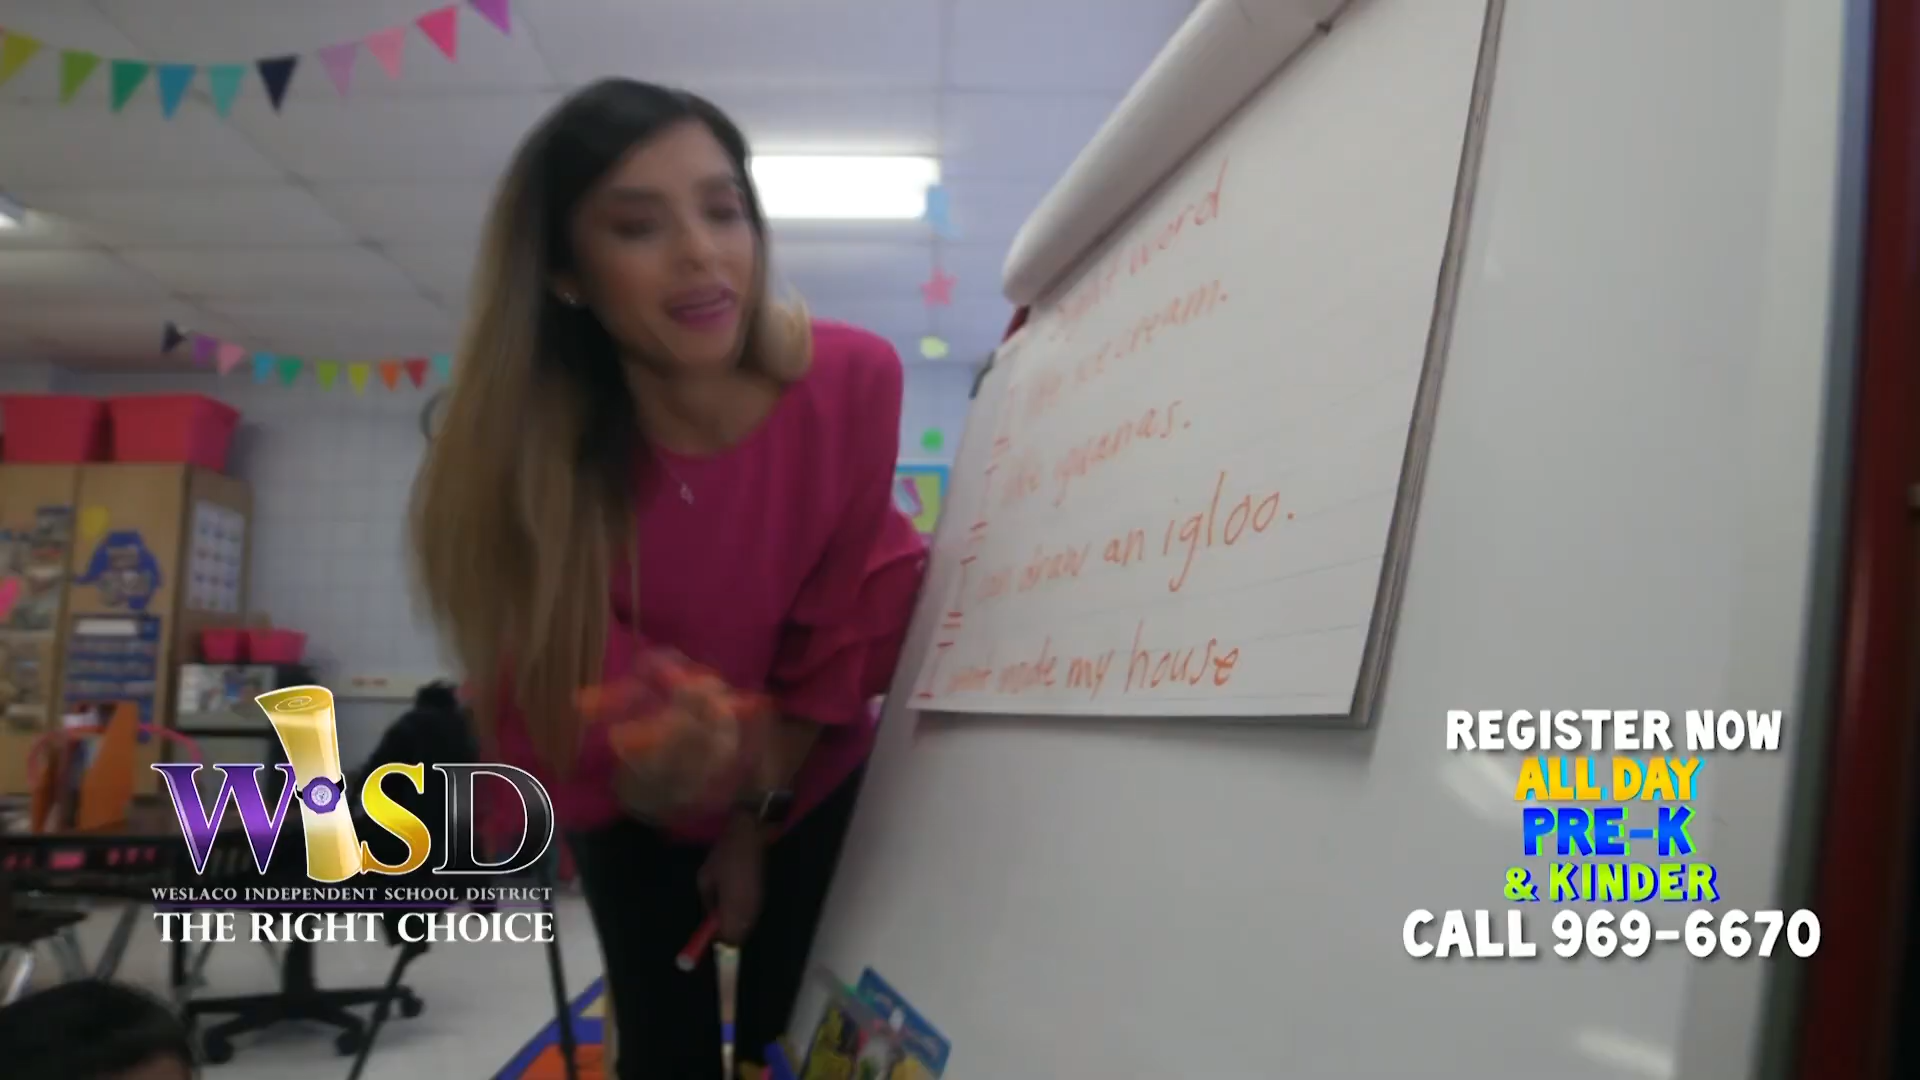 sight word
I like ice cream.
I like iguanas.
I can draw an igloo.
I made my house
WISD
WESLACO INDEPENDENT SCHOOL DISTRICT
THE RIGHT CHOICE
REGISTER NOW
ALL DAY
PRE-K
& KINDER
CALL 969-6670